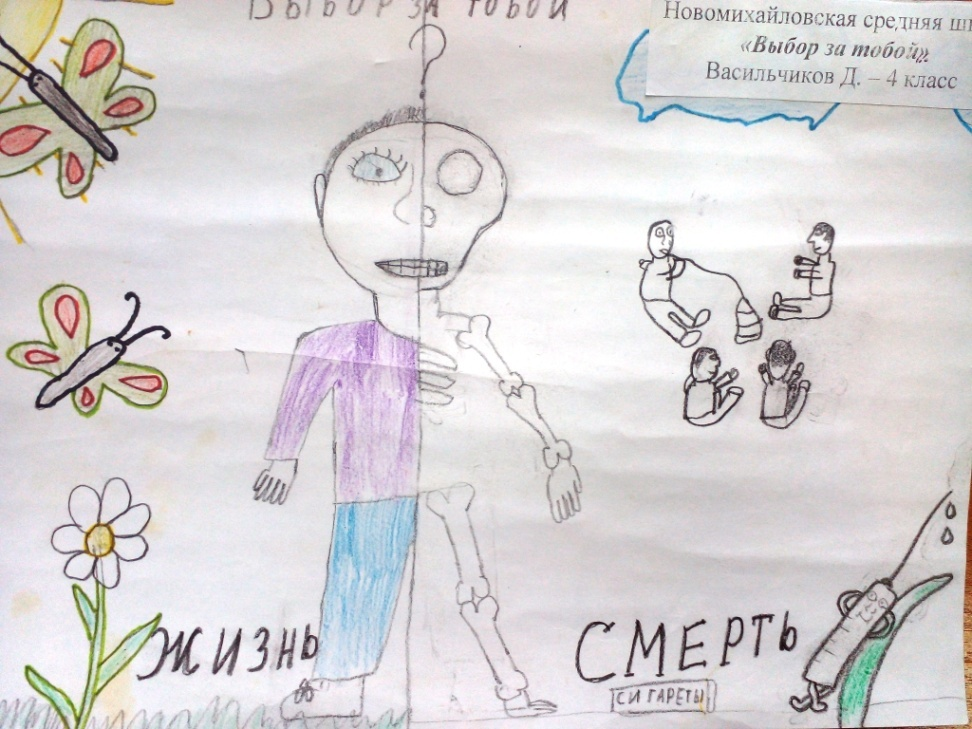 ВЫБОР ЗА ТОБОЙ
?
Новомихайловская средняя
«Выбор за тобой»
Васильчиков Д. – 4 класс
ЖИЗНЬ
СМЕРТЬ
СИГАРЕТЫ